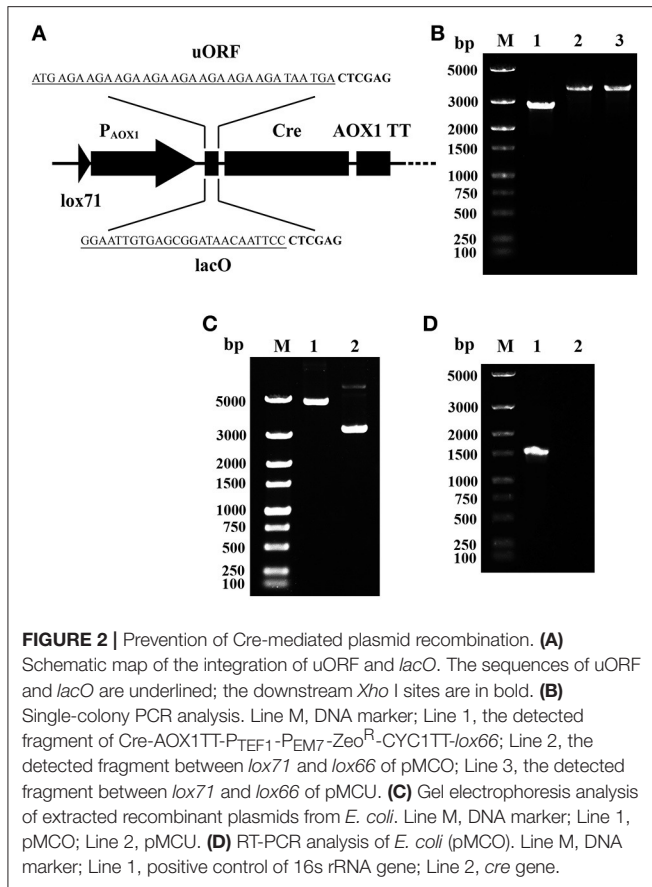 A
uORF
ATG AGA AGA AGA AGA AGA AGA AGA AGA TAA TGA CTCGAG
PAOX1
Cre
AOX1 TT
lox71
GGAATTGTGAGCGGATAACAATTCC CTCGAG
lacO
B
bp M 1 2 3
5000
3000
2000
1500
1000
750
500
250
100
C
bp M 1 2
5000
3000
2000
1500
1000
750
500
250
100
D
bp M 1 2
5000
3000
2000
1500
1000
750
500
250
100
FIGURE 2 | Prevention of Cre-mediated plasmid recombination. (A)
Schematic map of the integration of uORF and lacO. The sequences of uORF
and lacO are underlined; the downstream Xho I sites are in bold. (B)
Single-colony PCR analysis. Line M, DNA marker; Line 1, the detected
fragment of Cre-AOX1TT-PTEF1-PEM7-ZeoR-CYC1TT-lox66; Line 2, the
detected fragment between lox71 and lox66 of pMCO; Line 3, the detected
fragment between lox71 and lox66 of pMCU. (C) Gel electrophoresis analysis
of extracted recombinant plasmids from E. coli. Line M, DNA marker; Line 1,
pMCO; Line 2, pMCU. (D) RT-PCR analysis of E. coli (pMCO). Line M, DNA
marker; Line 1, positive control of 16s rRNA gene; Line 2, cre gene.